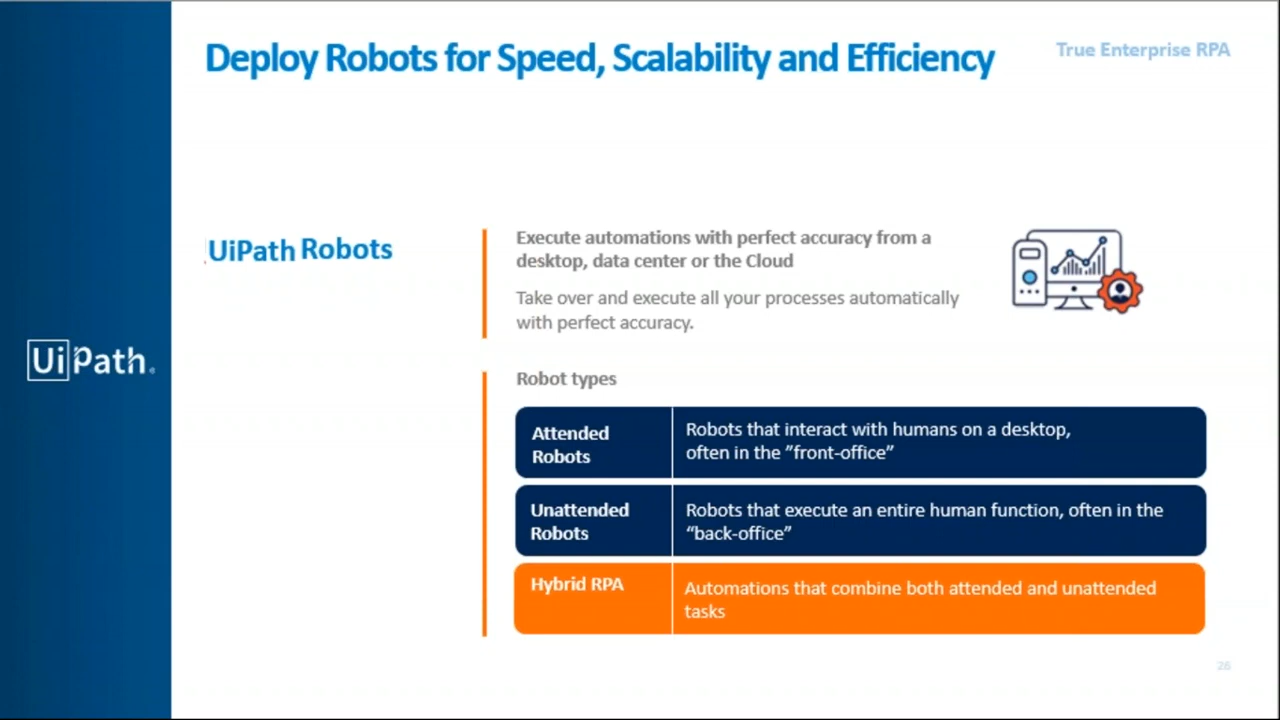 Deploy Robots for Speed, Scalability and Efficiency
True Enterprise RPA
UiPath Robots
Execute automations with perfect accuracy from a
desktop, data center or the Cloud
Take over and execute all your processes automatically
with perfect accuracy.
UiPath®
Robot types
Attended
Robots
Robots that interact with humans on a desktop,
often in the ”front-office”
Unattended
Robots
Robots that execute an entire human function, often in the
“back-office”
Hybrid RPA
Automations that combine both attended and unattended
tasks
26